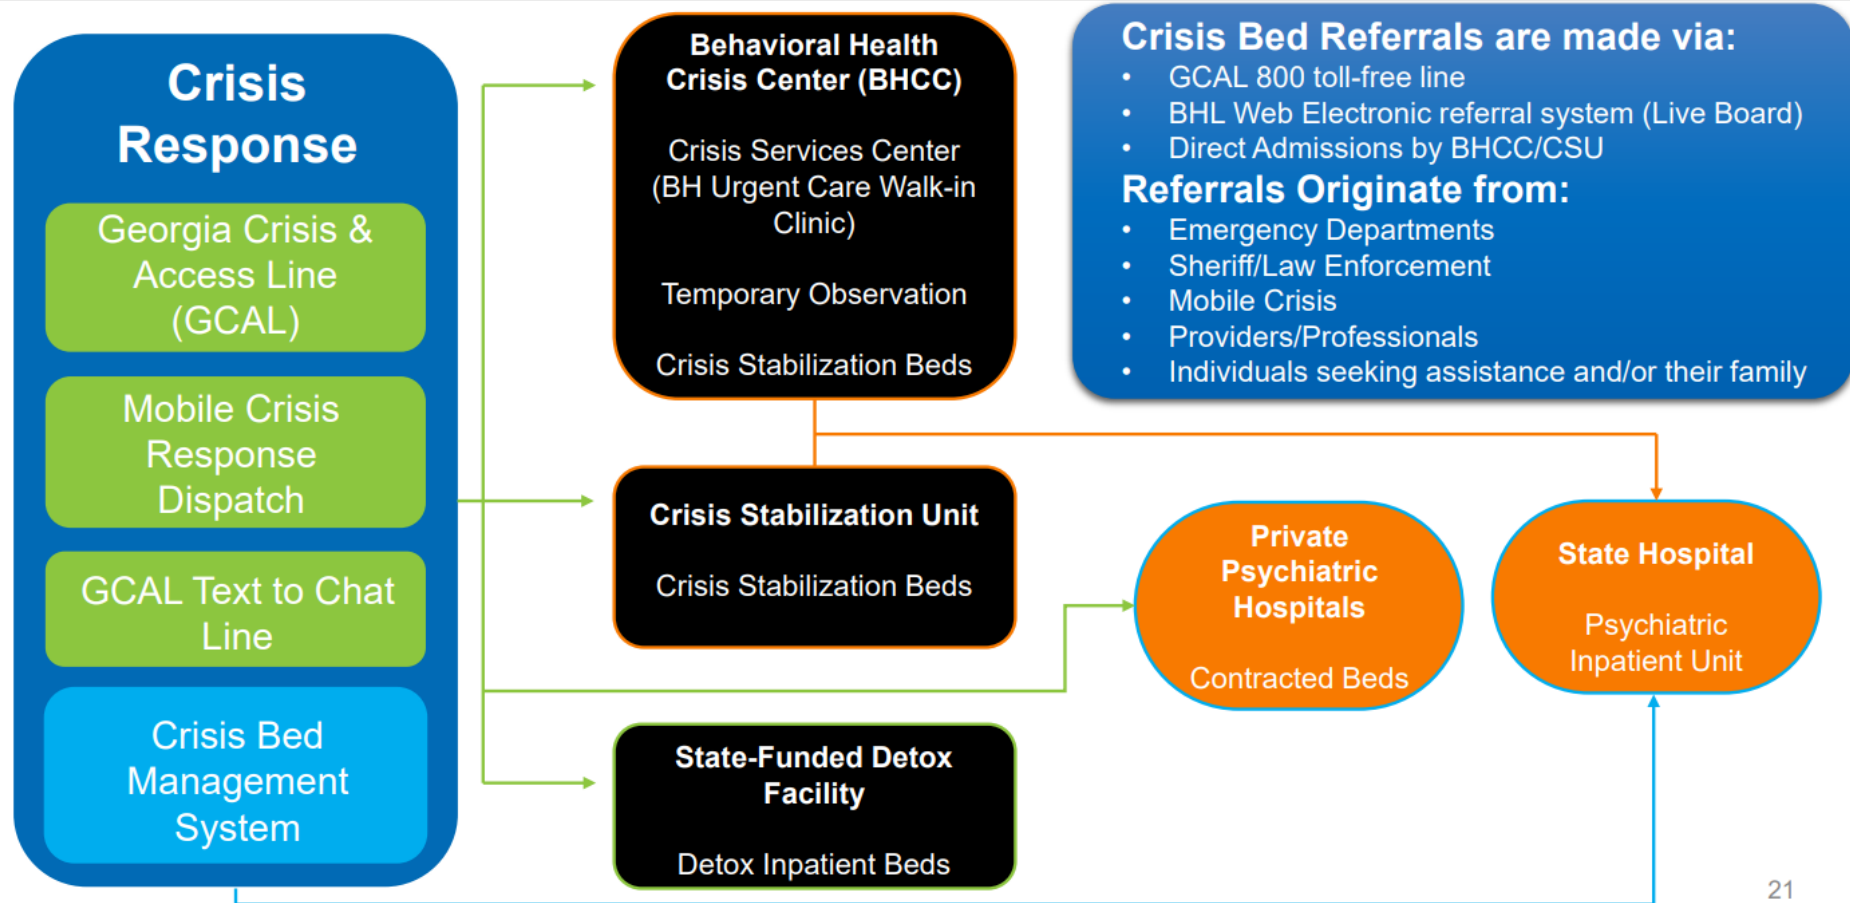 Crisis
Response
Georgia Crisis &
Access Line
(GCAL)
Mobile Crisis
Response
Dispatch
GCAL Text to Chat
Line
Crisis Bed
Management
System
Behavioral Health
Crisis Center (BHCC)
Crisis Services Center
(BH Urgent Care Walk-in
Clinic)
Temporary Observation
Crisis Stabilization Beds
Crisis Stabilization Unit
Crisis Stabilization Beds
State-Funded Detox
Facility
Detox Inpatient Beds
Crisis Bed Referrals are made via:
• GCAL 800 toll-free line
• BHL Web Electronic referral system (Live Board)
• Direct Admissions by BHCC/CSU
Referrals Originate from:
• Emergency Departments
• Sheriff/Law Enforcement
• Mobile Crisis
• Providers/Professionals
• Individuals seeking assistance and/or their family
Private
Psychiatric
Hospitals
Contracted Beds
State Hospital
Psychiatric
Inpatient Unit
21